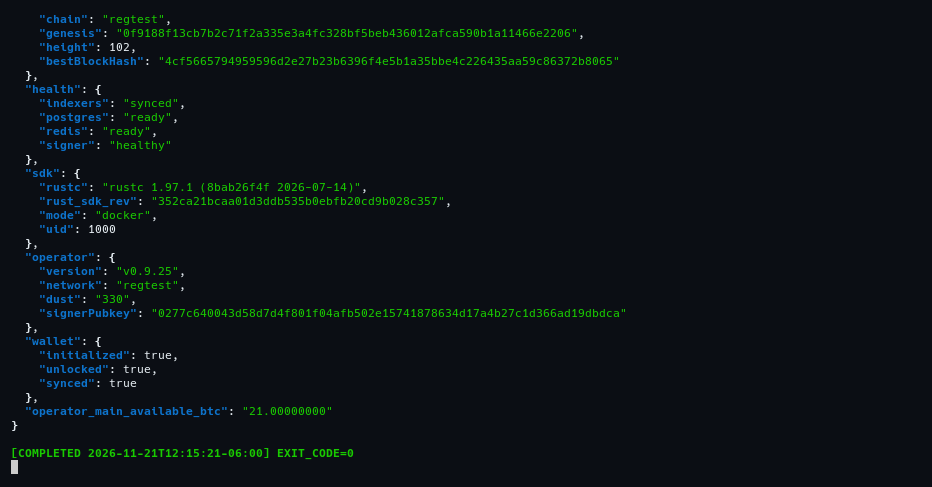 "chain": "regtest",
"genesis": "0f9188f13cb7b2c71f2a335e3a4fc328bf5beb436012afca590b1a11466e2206",
"height": 102,
"bestBlockHash": "4cf5665794959596d2e27b23b6396f4e5b1a35bbe4c226435aa59c86372b8065"
},
"health": {
"indexers": "synced",
"postgres": "ready",
"redis": "ready",
"signer": "healthy"
},
"sdk": {
"rustc": "rustc 1.97.1 (8bab26f4f 2026-07-14)",
"rust_sdk_rev": "352ca21bcaa01d3ddb535b0ebfb20cd9b028c357",
"mode": "docker",
"uid": 1000
},
"operator": {
"version": "v0.9.25",
"network": "regtest",
"dust": "330",
"signerPubkey": "0277c640043d58d7d4f801f04afb502e15741878634d17a4b27c1d366ad19dbdca"
},
"wallet": {
"initialized": true,
"unlocked": true,
"synced": true
},
"operator_main_available_btc": "21.00000000"
}
[COMPLETED 2026-11-21T12:15:21-06:00] EXIT_CODE=0